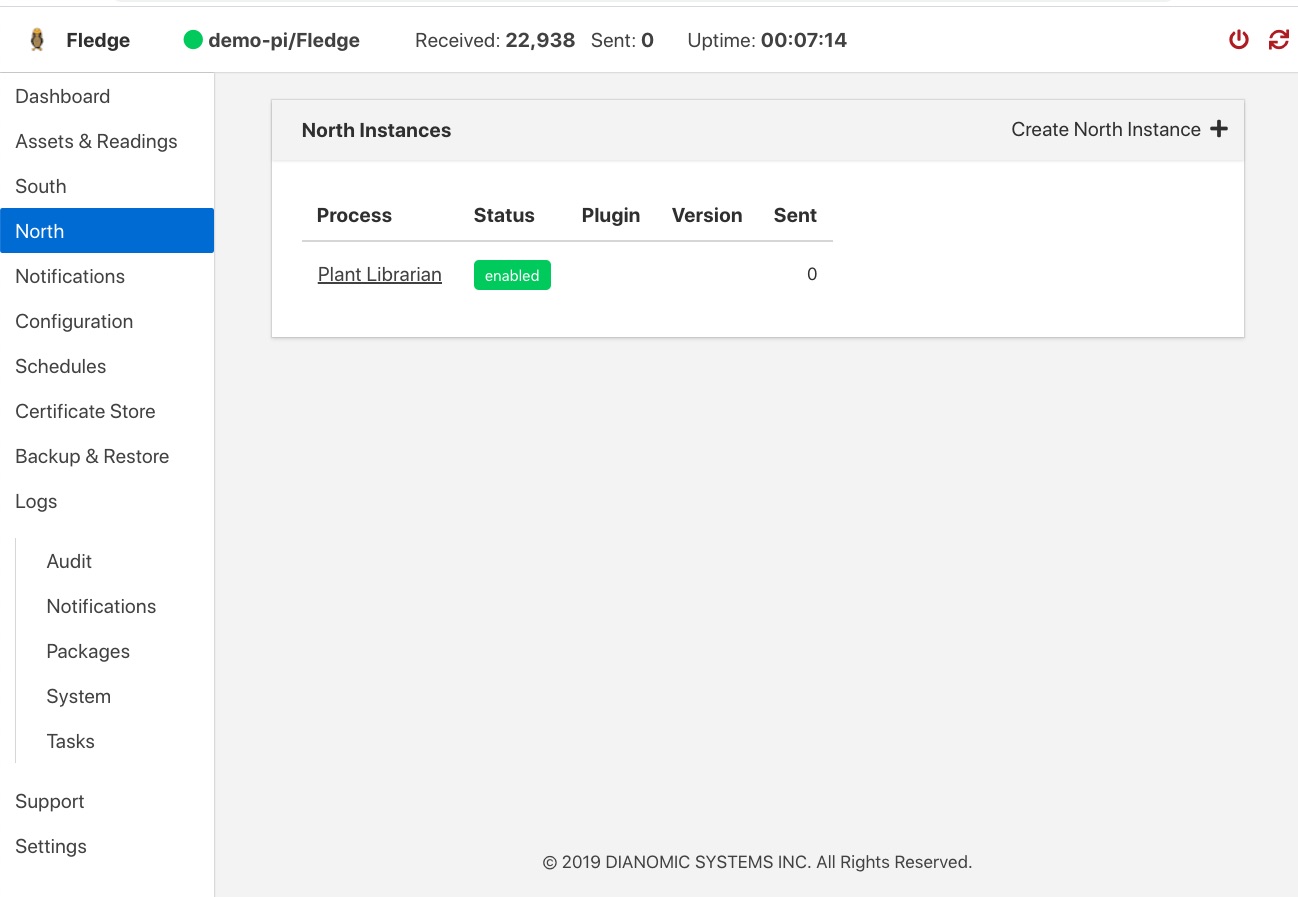 Fledge demo-pi/Fledge Received: 22,938 Sent: 0 Uptime: 00:07:14
Dashboard
Assets & Readings
South
North
Notifications
Configuration
Schedules
Certificate Store
Backup & Restore
Logs
Audit
Notifications
Packages
System
Tasks
Support
Settings
North Instances Create North Instance
Process Status Plugin Version Sent
Plant Librarian enabled 0
© 2019 DIANOMIC SYSTEMS INC. All Rights Reserved.